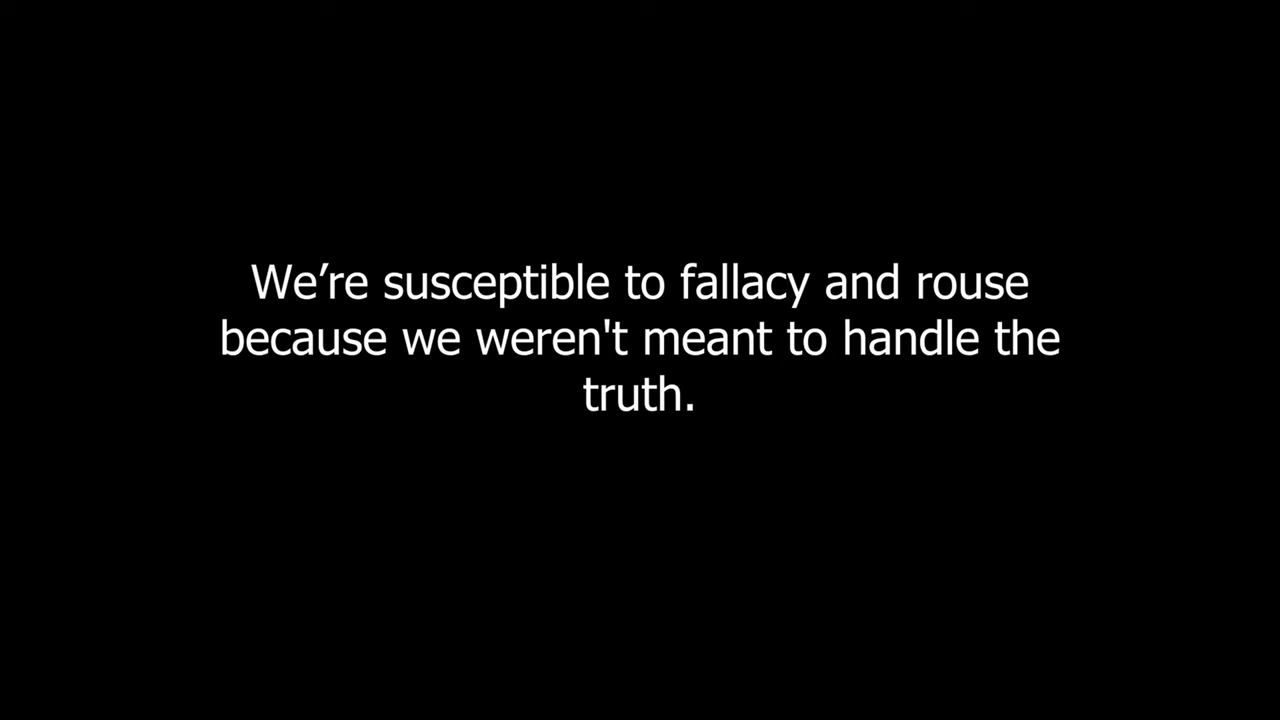 We’re susceptible to fallacy and rouse
because we weren't meant to handle the
truth.